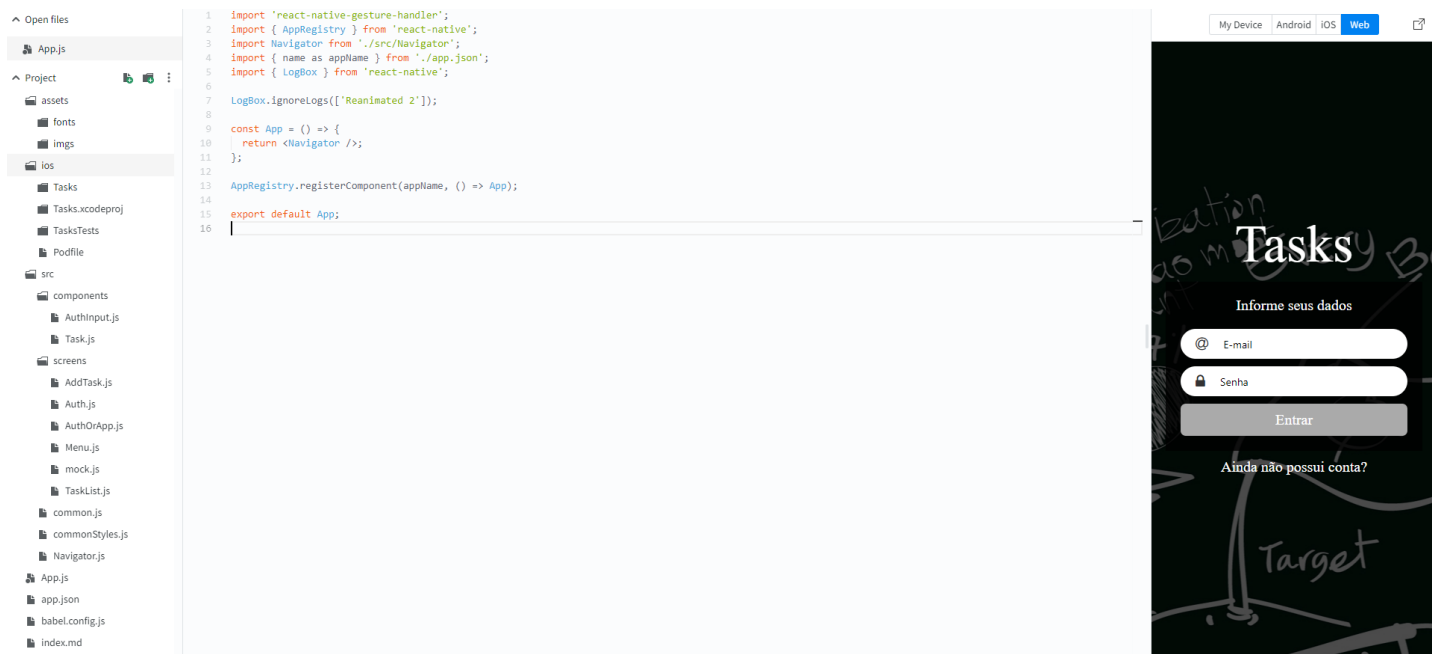 Open files
App.js
Project
assets
fonts
imgs
ios
Tasks
Tasks.xcodeproj
TasksTests
Podfile
src
components
AuthInput.js
Task.js
screens
AddTask.js
Auth.js
AuthOrApp.js
Menu.js
mock.js
TaskList.js
common.js
commonStyles.js
Navigator.js
App.js
app.json
babel.config.js
index.md
1 import 'react-native-gesture-handler';
2 import { AppRegistry } from 'react-native';
3 import Navigator from './src/Navigator';
4 import { name as appName } from './app.json';
5 import { LogBox } from 'react-native';
6
7 LogBox.ignoreLogs(['Reanimated 2']);
8
9 const App = () => {
10 return <Navigator />;
11 };
12
13 AppRegistry.registerComponent(appName, () => App);
14
15 export default App;
16
My Device Android iOS Web
Tasks
Informe seus dados
@ E-mail
Senha
Entrar
Ainda não possui conta?
Target